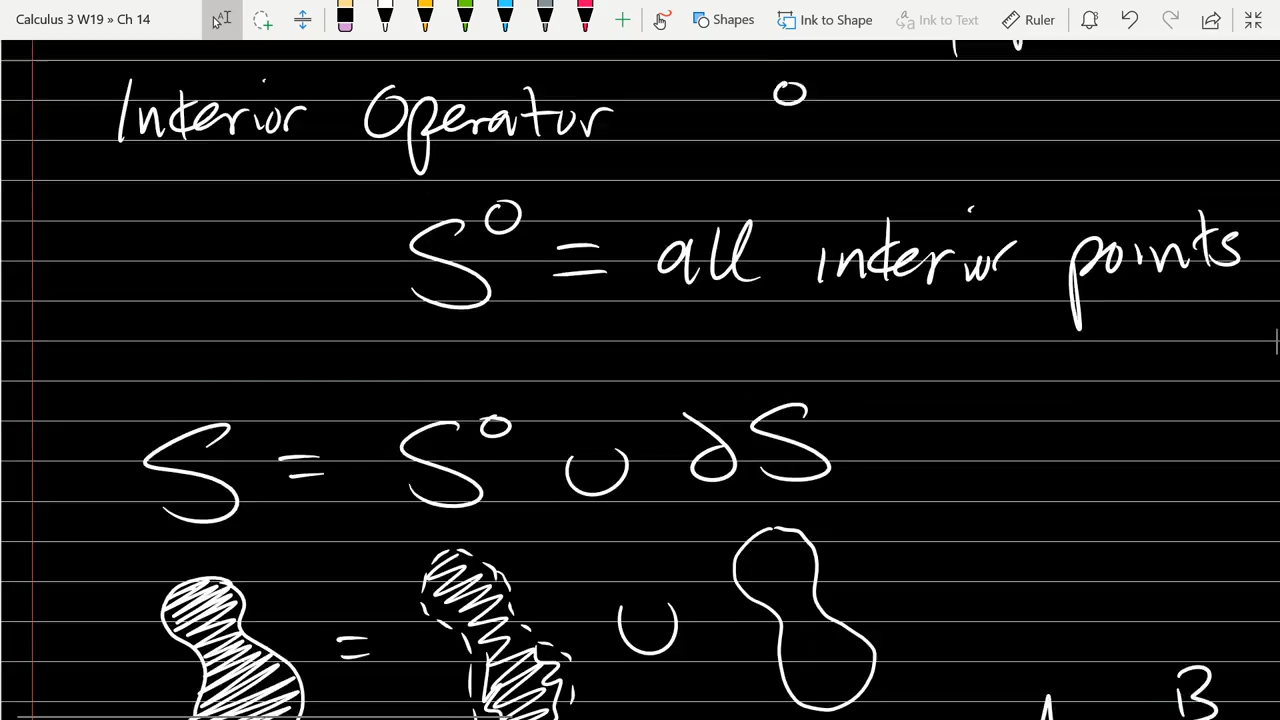 Calculus 3 W19 » Ch 14 Shapes Ink to Shape Ink to Text Ruler
Interior Operator o
S° = all interior points
S = S° ∪ ∂S
= ∪
B